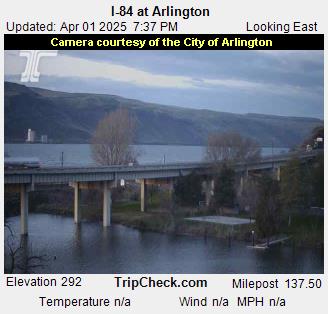 I-84 at Arlington
Updated: Apr 01 2025 7:37 PM Looking East
Camera courtesy of the City of Arlington
Elevation 292 TripCheck.com Milepost 137.50
Temperature n/a Wind n/a MPH n/a